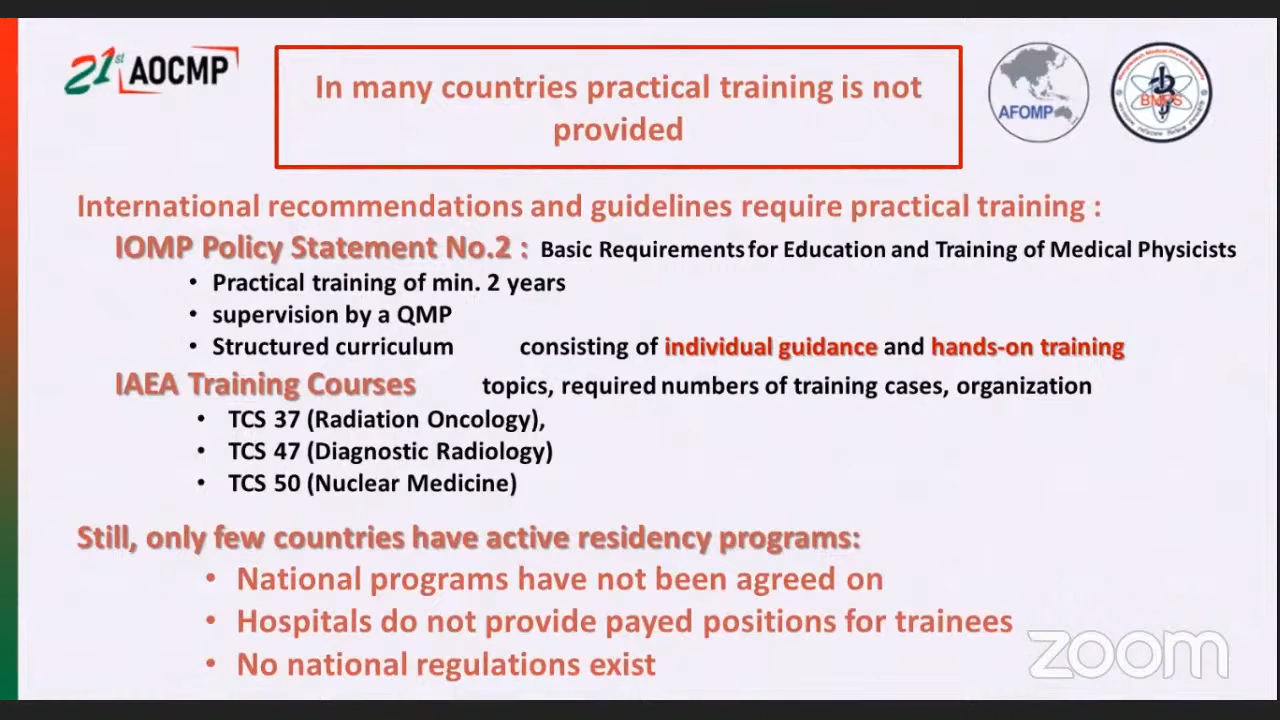 21st AOCMP
In many countries practical training is not
provided
AFOMP
BMPS
International recommendations and guidelines require practical training :
IOMP Policy Statement No.2 : Basic Requirements for Education and Training of Medical Physicists
• Practical training of min. 2 years
• supervision by a QMP
• Structured curriculum consisting of individual guidance and hands-on training
IAEA Training Courses topics, required numbers of training cases, organization
• TCS 37 (Radiation Oncology),
• TCS 47 (Diagnostic Radiology)
• TCS 50 (Nuclear Medicine)
Still, only few countries have active residency programs:
• National programs have not been agreed on
• Hospitals do not provide payed positions for trainees
• No national regulations exist
zoom